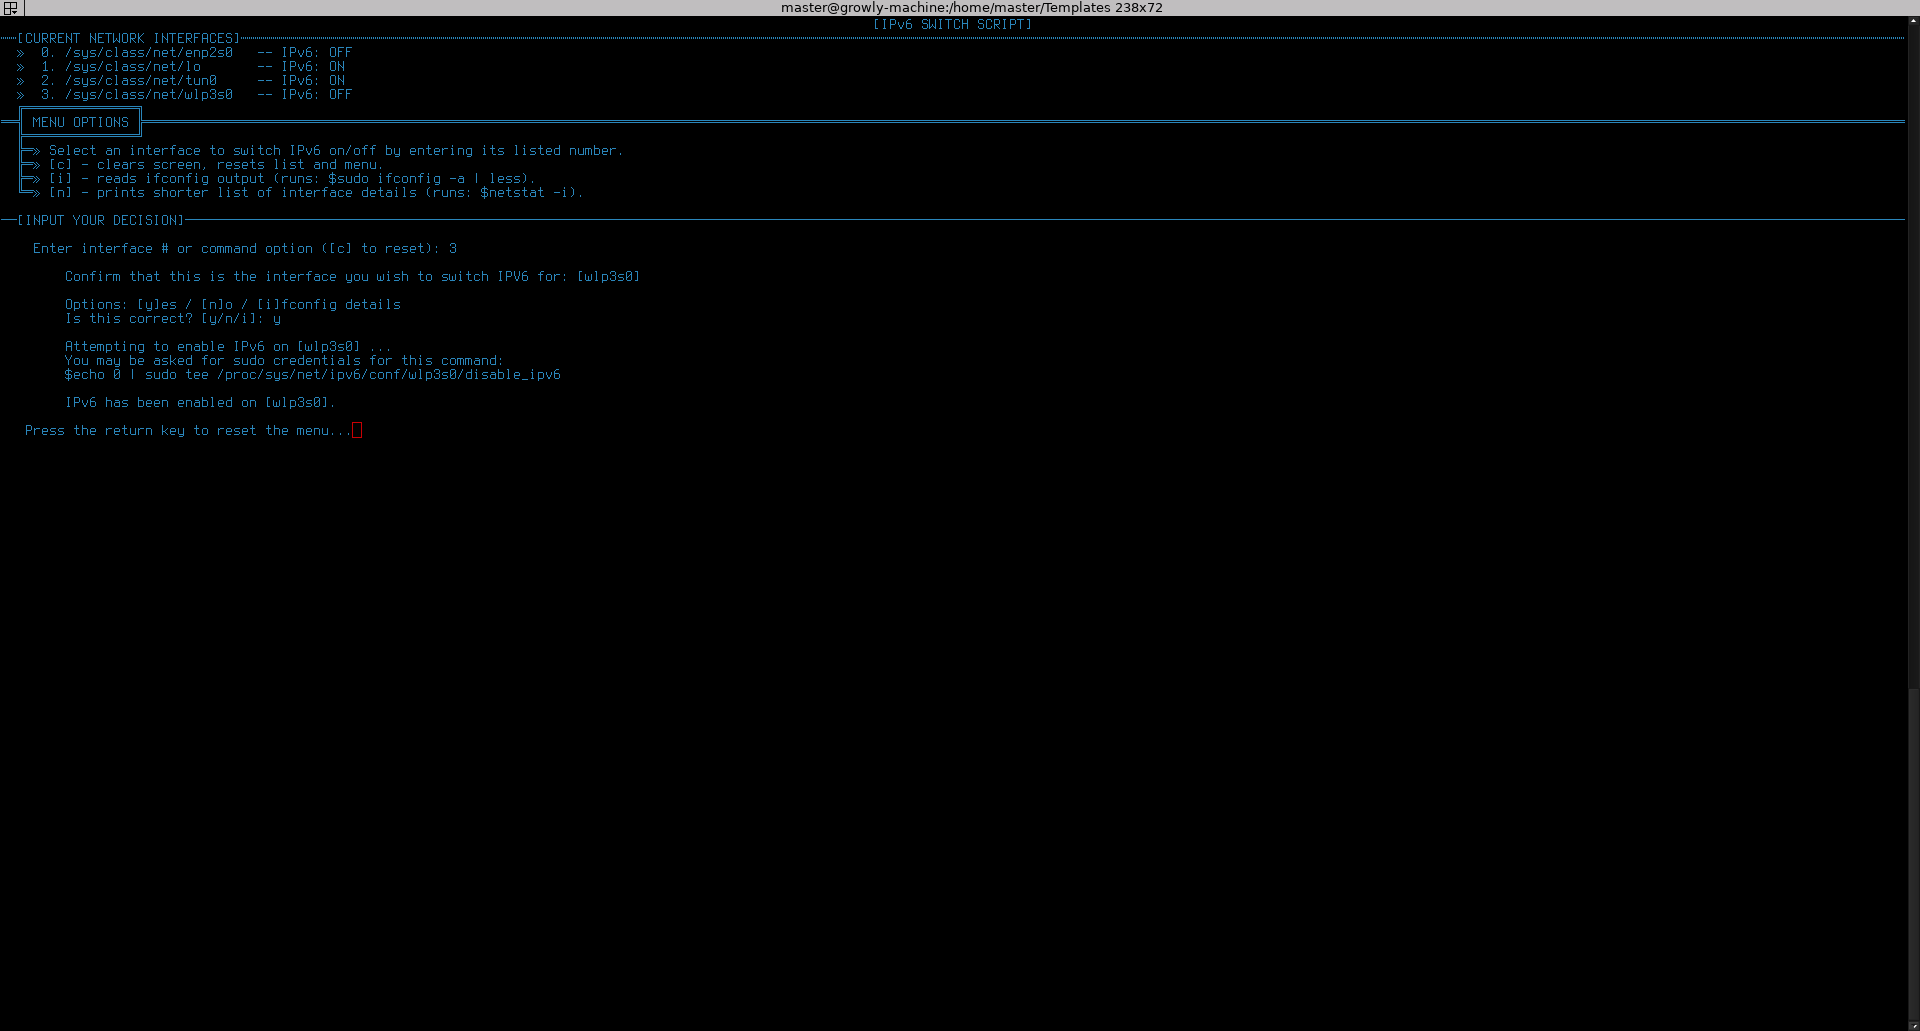 master@growly-machine:/home/master/Templates 238x72
[IPv6 SWITCH SCRIPT]
[CURRENT NETWORK INTERFACES]
» 0. /sys/class/net/enp2s0 -- IPv6: OFF
» 1. /sys/class/net/lo -- IPv6: ON
» 2. /sys/class/net/tun0 -- IPv6: ON
» 3. /sys/class/net/wlp3s0 -- IPv6: OFF
MENU OPTIONS
» Select an interface to switch IPv6 on/off by entering its listed number.
» [c] - clears screen, resets list and menu.
» [i] - reads ifconfig output (runs: $sudo ifconfig -a | less).
» [n] - prints shorter list of interface details (runs: $netstat -i).
[INPUT YOUR DECISION]
Enter interface # or command option ([c] to reset): 3
Confirm that this is the interface you wish to switch IPV6 for: [wlp3s0]
Options: [y]es / [n]o / [i]fconfig details
Is this correct? [y/n/i]: y
Attempting to enable IPv6 on [wlp3s0] ...
You may be asked for sudo credentials for this command:
$echo 0 | sudo tee /proc/sys/net/ipv6/conf/wlp3s0/disable_ipv6
IPv6 has been enabled on [wlp3s0].
Press the return key to reset the menu...